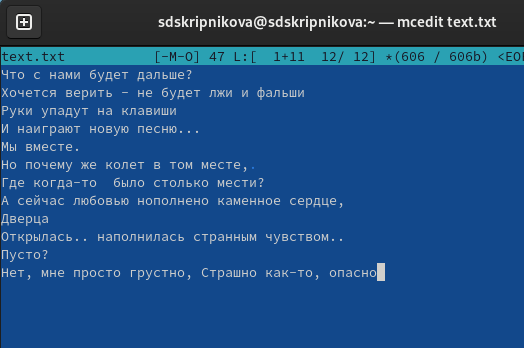 sdskripnikova@sdskripnikova:~ — mcedit text.txt
text.txt [-M-O] 47 L:[ 1+11 12/ 12] *(606 / 606b) <EO
Что с нами будет дальше?
Хочется верить - не будет лжи и фальши
Руки упадут на клавиши
И наиграют новую песню...
Мы вместе.
Но почему же колет в том месте,.
Где когда-то  было столько мести?
А сейчас любовью нополнено каменное сердце,
Дверца
Открылась.. наполнилась странным чувством..
Пусто?
Нет, мне просто грустно, Страшно как-то, опасно